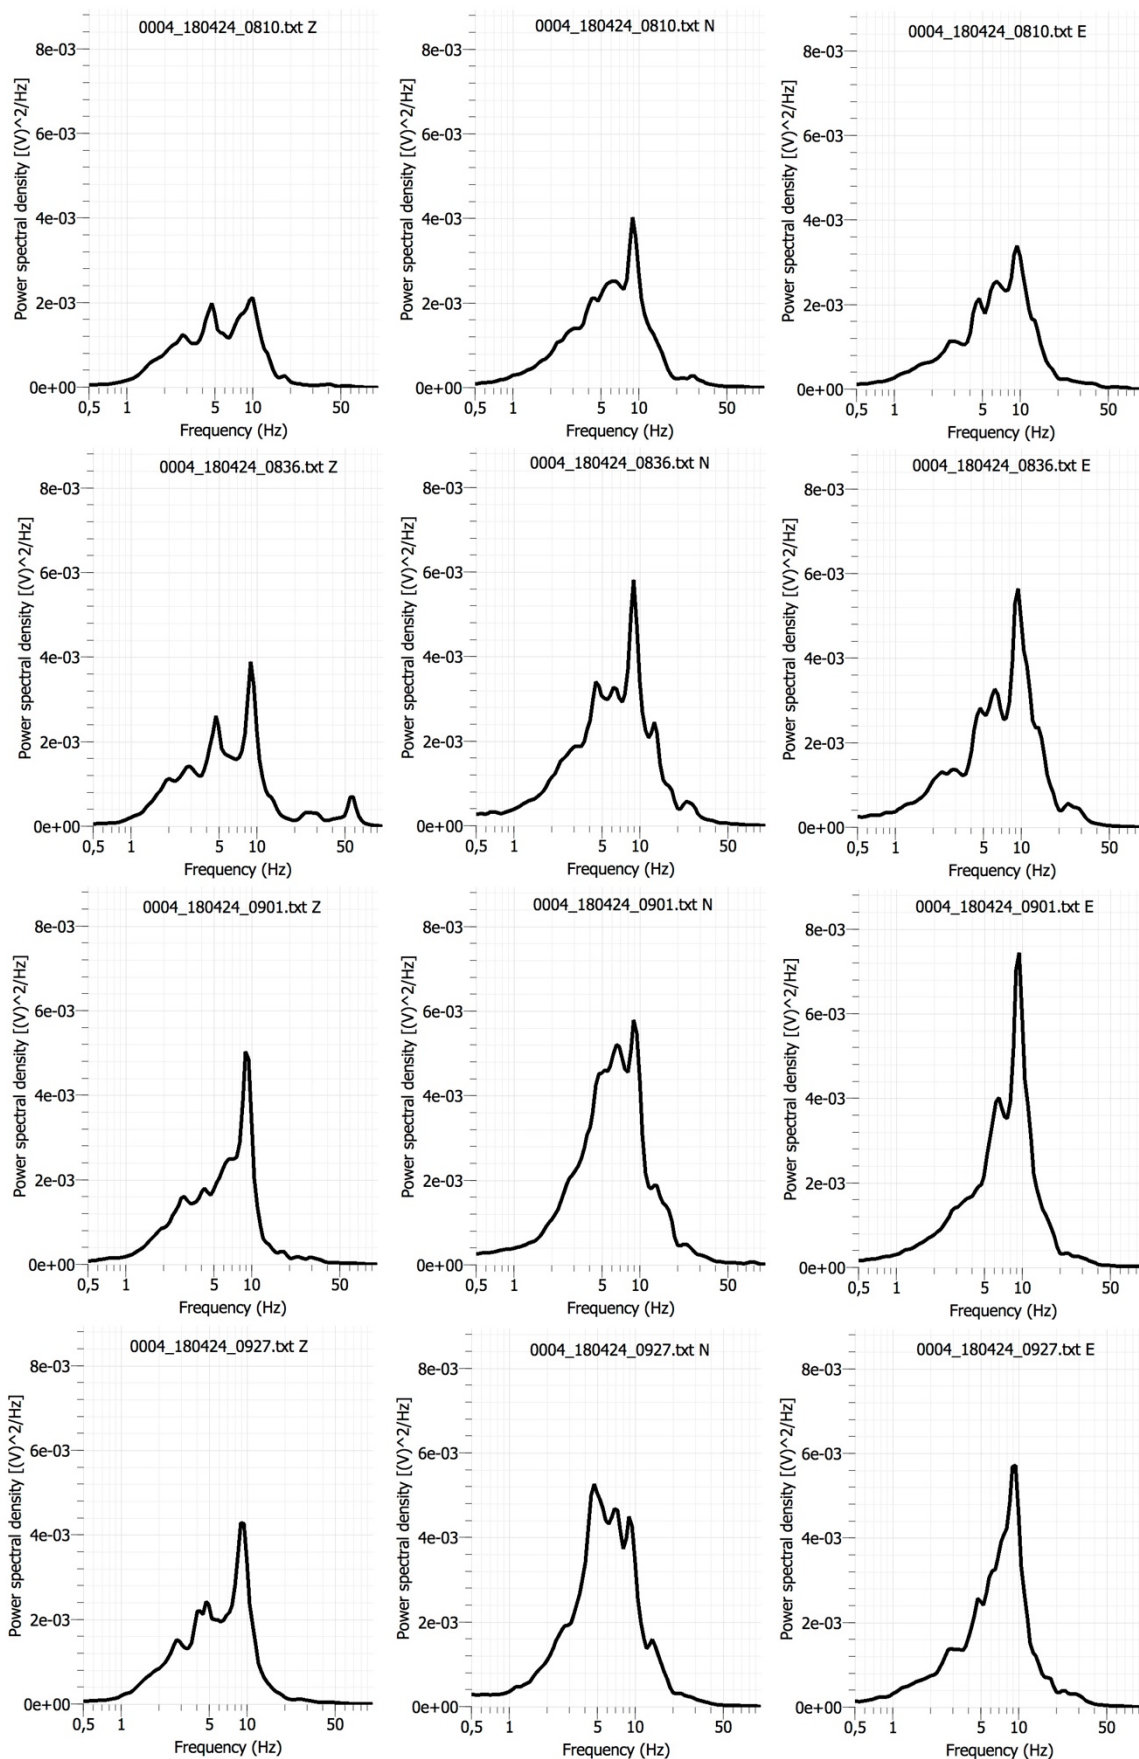 0004_180424_0810.txt Z
Power spectral density [(V)^2/Hz]
8e-03
6e-03
4e-03
2e-03
0e+00
0,5 1 5 10 50
Frequency (Hz)
0004_180424_0810.txt N
Power spectral density [(V)^2/Hz]
8e-03
6e-03
4e-03
2e-03
0e+00
0,5 1 5 10 50
Frequency (Hz)
0004_180424_0810.txt E
Power spectral density [(V)^2/Hz]
8e-03
6e-03
4e-03
2e-03
0e+00
0,5 1 5 10 50
Frequency (Hz)
0004_180424_0836.txt Z
Power spectral density [(V)^2/Hz]
8e-03
6e-03
4e-03
2e-03
0e+00
0,5 1 5 10 50
Frequency (Hz)
0004_180424_0836.txt N
Power spectral density [(V)^2/Hz]
8e-03
6e-03
4e-03
2e-03
0e+00
0,5 1 5 10 50
Frequency (Hz)
0004_180424_0836.txt E
Power spectral density [(V)^2/Hz]
8e-03
6e-03
4e-03
2e-03
0e+00
0,5 1 5 10 50
Frequency (Hz)
0004_180424_0901.txt Z
Power spectral density [(V)^2/Hz]
8e-03
6e-03
4e-03
2e-03
0e+00
0,5 1 5 10 50
Frequency (Hz)
0004_180424_0901.txt N
Power spectral density [(V)^2/Hz]
8e-03
6e-03
4e-03
2e-03
0e+00
0,5 1 5 10 50
Frequency (Hz)
0004_180424_0901.txt E
Power spectral density [(V)^2/Hz]
8e-03
6e-03
4e-03
2e-03
0e+00
0,5 1 5 10 50
Frequency (Hz)
0004_180424_0927.txt Z
Power spectral density [(V)^2/Hz]
8e-03
6e-03
4e-03
2e-03
0e+00
0,5 1 5 10 50
Frequency (Hz)
0004_180424_0927.txt N
Power spectral density [(V)^2/Hz]
8e-03
6e-03
4e-03
2e-03
0e+00
0,5 1 5 10 50
Frequency (Hz)
0004_180424_0927.txt E
Power spectral density [(V)^2/Hz]
8e-03
6e-03
4e-03
2e-03
0e+00
0,5 1 5 10 50
Frequency (Hz)